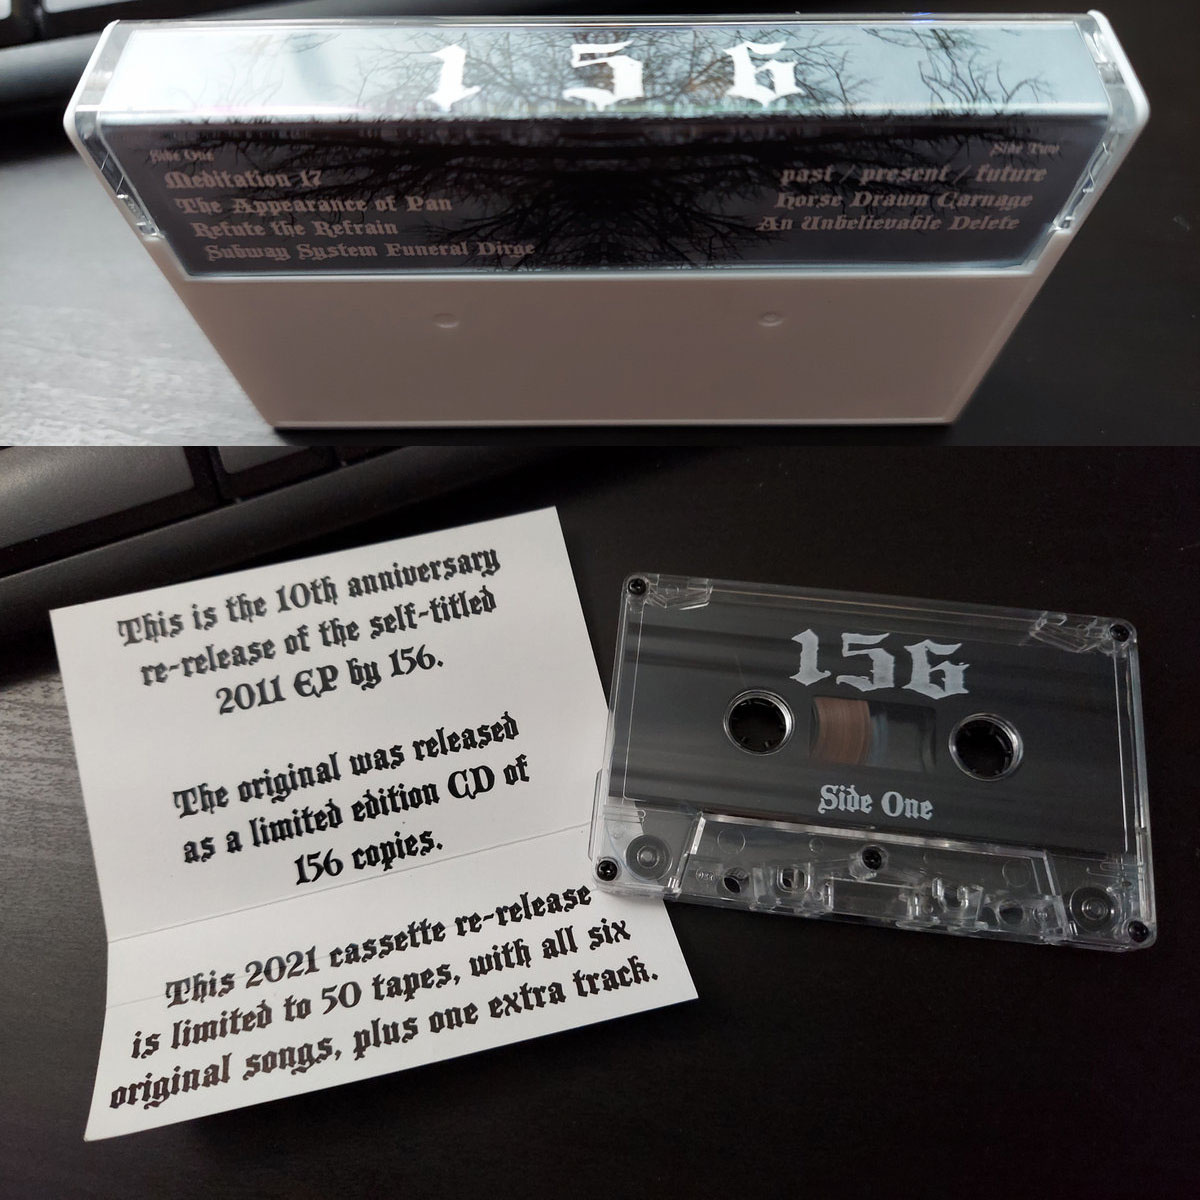 1 5 6
Side One
Meditation 17
The Appearance of Pan
Refute the Refrain
Subway System Funeral Dirge
Side Two
past / present / future
Horse Drawn Carnage
An Unbelievable Delete
This is the 10th anniversary
re-release of the self-titled
2011 EP by 156.
The original was released
as a limited edition CD of
156 copies.
This 2021 cassette re-release
is limited to 50 tapes, with all six
original songs, plus one extra track.
156
Side One